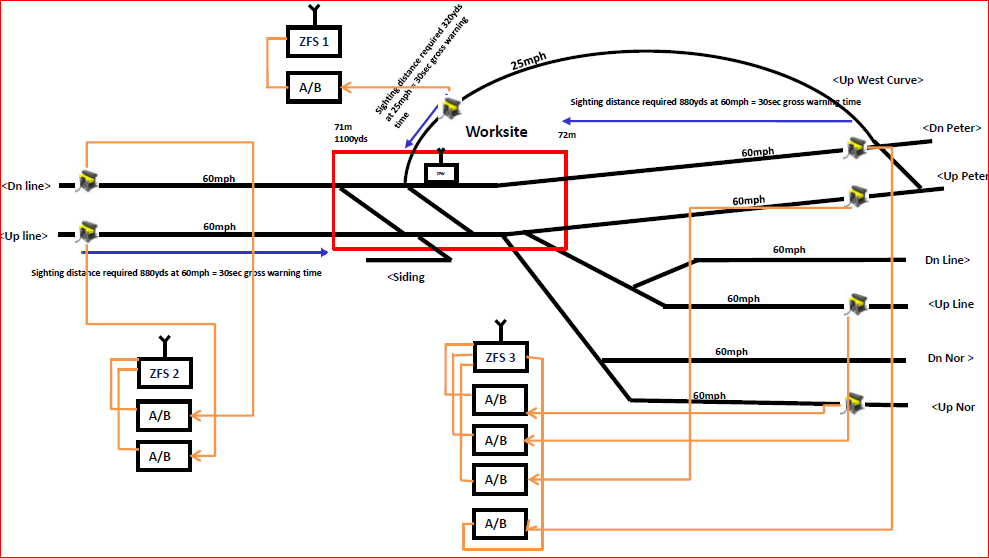 ZFS 1
A/B
Sighting distance required 320yds
at 25mph = 30sec gross warning
time
25mph
<Up West Curve>
Sighting distance required 880yds at 60mph = 30sec gross warning time
71m
1100yds
Worksite
72m
<Dn Peter>
60mph
<Dn line>
60mph
<Up Peter
60mph
<Up line>
60mph
Sighting distance required 880yds at 60mph = 30sec gross warning time
<Siding
60mph
Dn Line>
60mph
<Up Line
ZFS 2
A/B
A/B
ZFS 3
A/B
A/B
A/B
A/B
60mph
Dn Nor >
60mph
<Up Nor